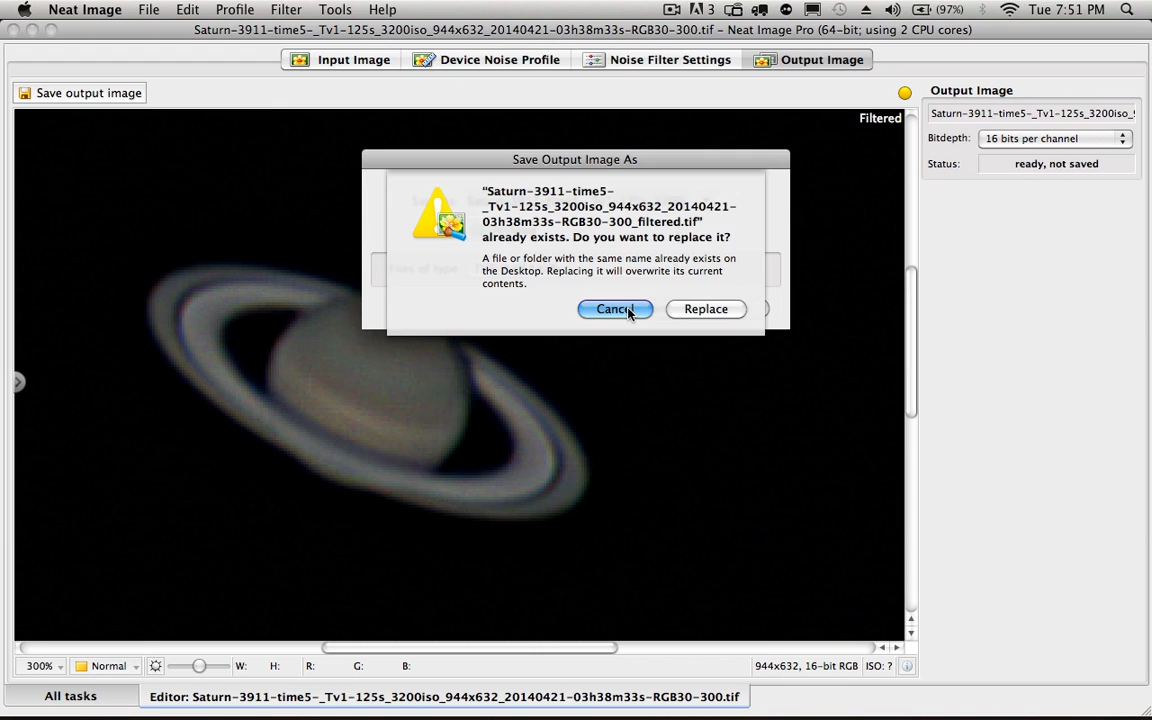 Neat Image File Edit Profile Filter Tools Help 3 (97%) Tue 7:51 PM
Saturn-3911-time5-_Tv1-125s_3200iso_944x632_20140421-03h38m33s-RGB30-300.tif - Neat Image Pro (64-bit; using 2 CPU cores)
Input Image Device Noise Profile Noise Filter Settings Output Image
Save output image
Output Image
Saturn-3911-time5-_Tv1-125s_3200iso_
Bitdepth: 16 bits per channel
Status: ready, not saved
Filtered
Save Output Image As
"Saturn-3911-time5-
_Tv1-125s_3200iso_944x632_20140421-
03h38m33s-RGB30-300_filtered.tif"
already exists. Do you want to replace it?
A file or folder with the same name already exists on
the Desktop. Replacing it will overwrite its current
contents.
Cancel Replace
300% Normal W: H: R: G: B: 944x632, 16-bit RGB ISO: ?
All tasks Editor: Saturn-3911-time5-_Tv1-125s_3200iso_944x632_20140421-03h38m33s-RGB30-300.tif